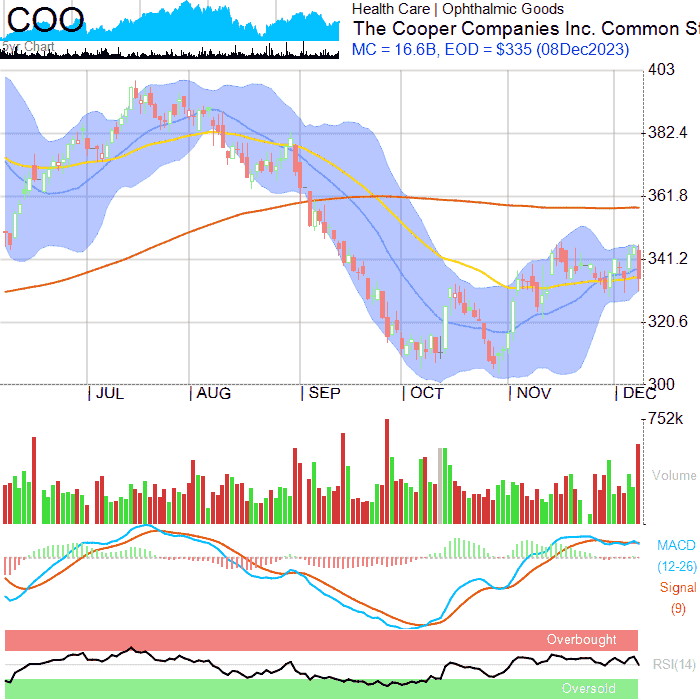 COO
5yr Chart
Health Care | Ophthalmic Goods
The Cooper Companies Inc. Common St
MC = 16.6B, EOD = $335 (08Dec2023)
403
382.4
361.8
341.2
320.6
300
JUL
AUG
SEP
OCT
NOV
DEC
752k
Volume
MACD
(12-26)
Signal
(9)
Overbought
RSI(14)
Oversold